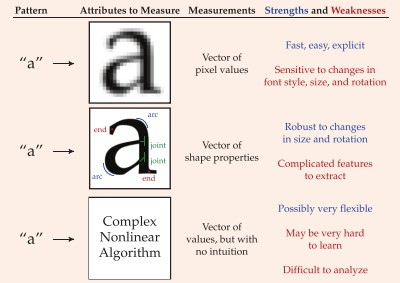 Pattern Attributes to Measure Measurements Strengths and Weaknesses
“a”
a
Vector of
pixel values
Fast, easy, explicit
Sensitive to changes in
font style, size, and rotation
“a”
a
arc
end
joint
joint
arc
end
Vector of
shape properties
Robust to changes
in size and rotation
Complicated features
to extract
“a”
Complex
Nonlinear
Algorithm
Vector of
values, but with
no intuition
Possibly very flexible
May be very hard
to learn
Difficult to analyze